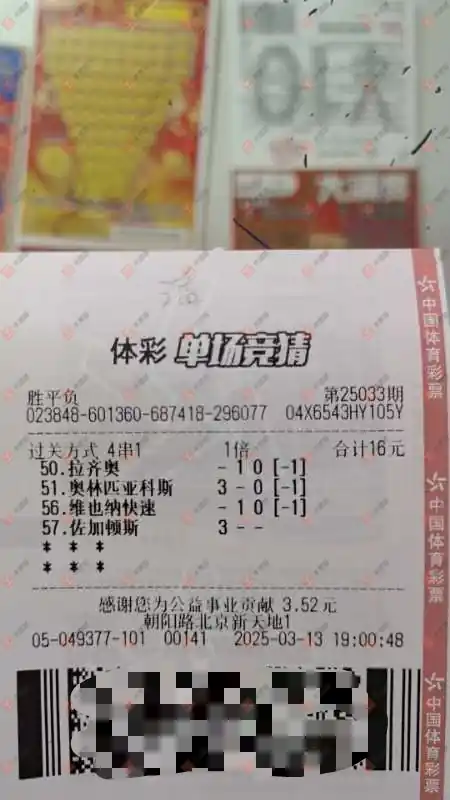 体彩 单场竞猜
胜平负 第25033期
023848-601360-687418-296077 04X6543HY105Y
过关方式 4串1 1倍 合计16元
50.拉齐奥 - 1 0 [-1]
51.奥林匹亚科斯 3 - 0 [-1]
56.维也纳快速 - 1 0 [-1]
57.佐加顿斯 3 - -
* * *
* * *
感谢您为公益事业贡献 3.52 元
朝阳路北京新天地1
05-049377-101 00141 2025-03-13 19:00:48
中国体育彩票
中国体育彩票
中国体育彩票